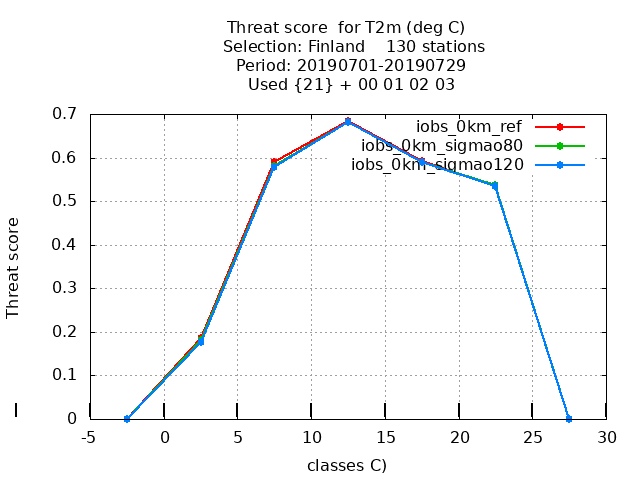 Threat score  for T2m (deg C)
Selection: Finland    130 stations
Period: 20190701-20190729
Used {21} + 00 01 02 03
iobs_0km_ref
iobs_0km_sigmao80
iobs_0km_sigmao120
Threat score
0.7
0.6
0.5
0.4
0.3
0.2
0.1
0
-5 0 5 10 15 20 25 30
classes C)